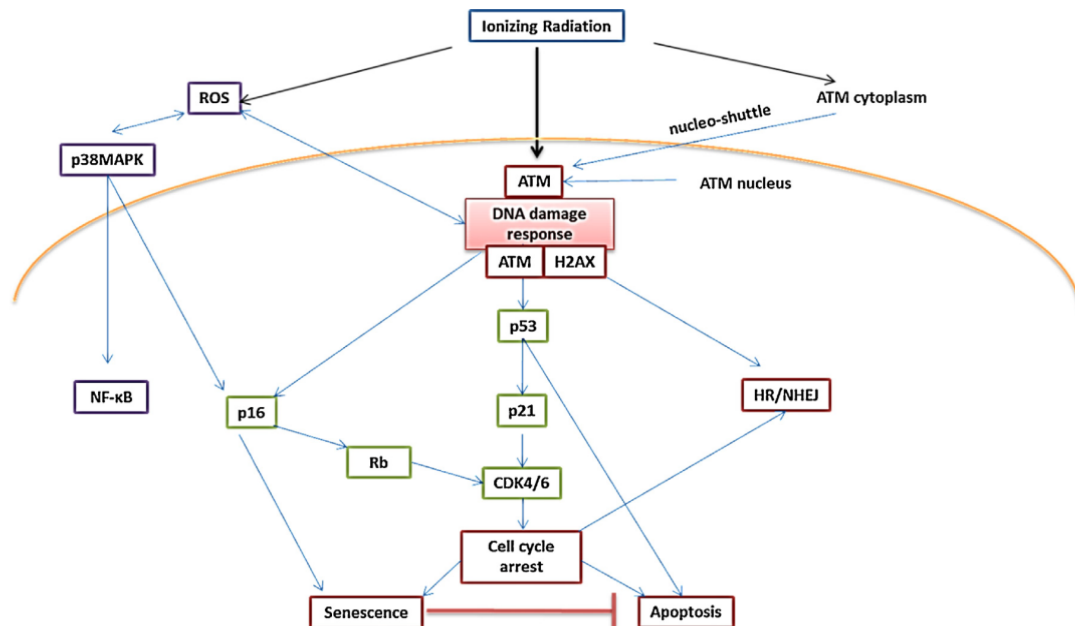 Ionizing Radiation
ROS
ATM cytoplasm
nucleo-shuttle
p38MAPK
ATM
ATM nucleus
DNA damage
response
ATM
H2AX
p53
NF-κB
p16
p21
HR/NHEJ
Rb
CDK4/6
Cell cycle
arrest
Senescence
Apoptosis